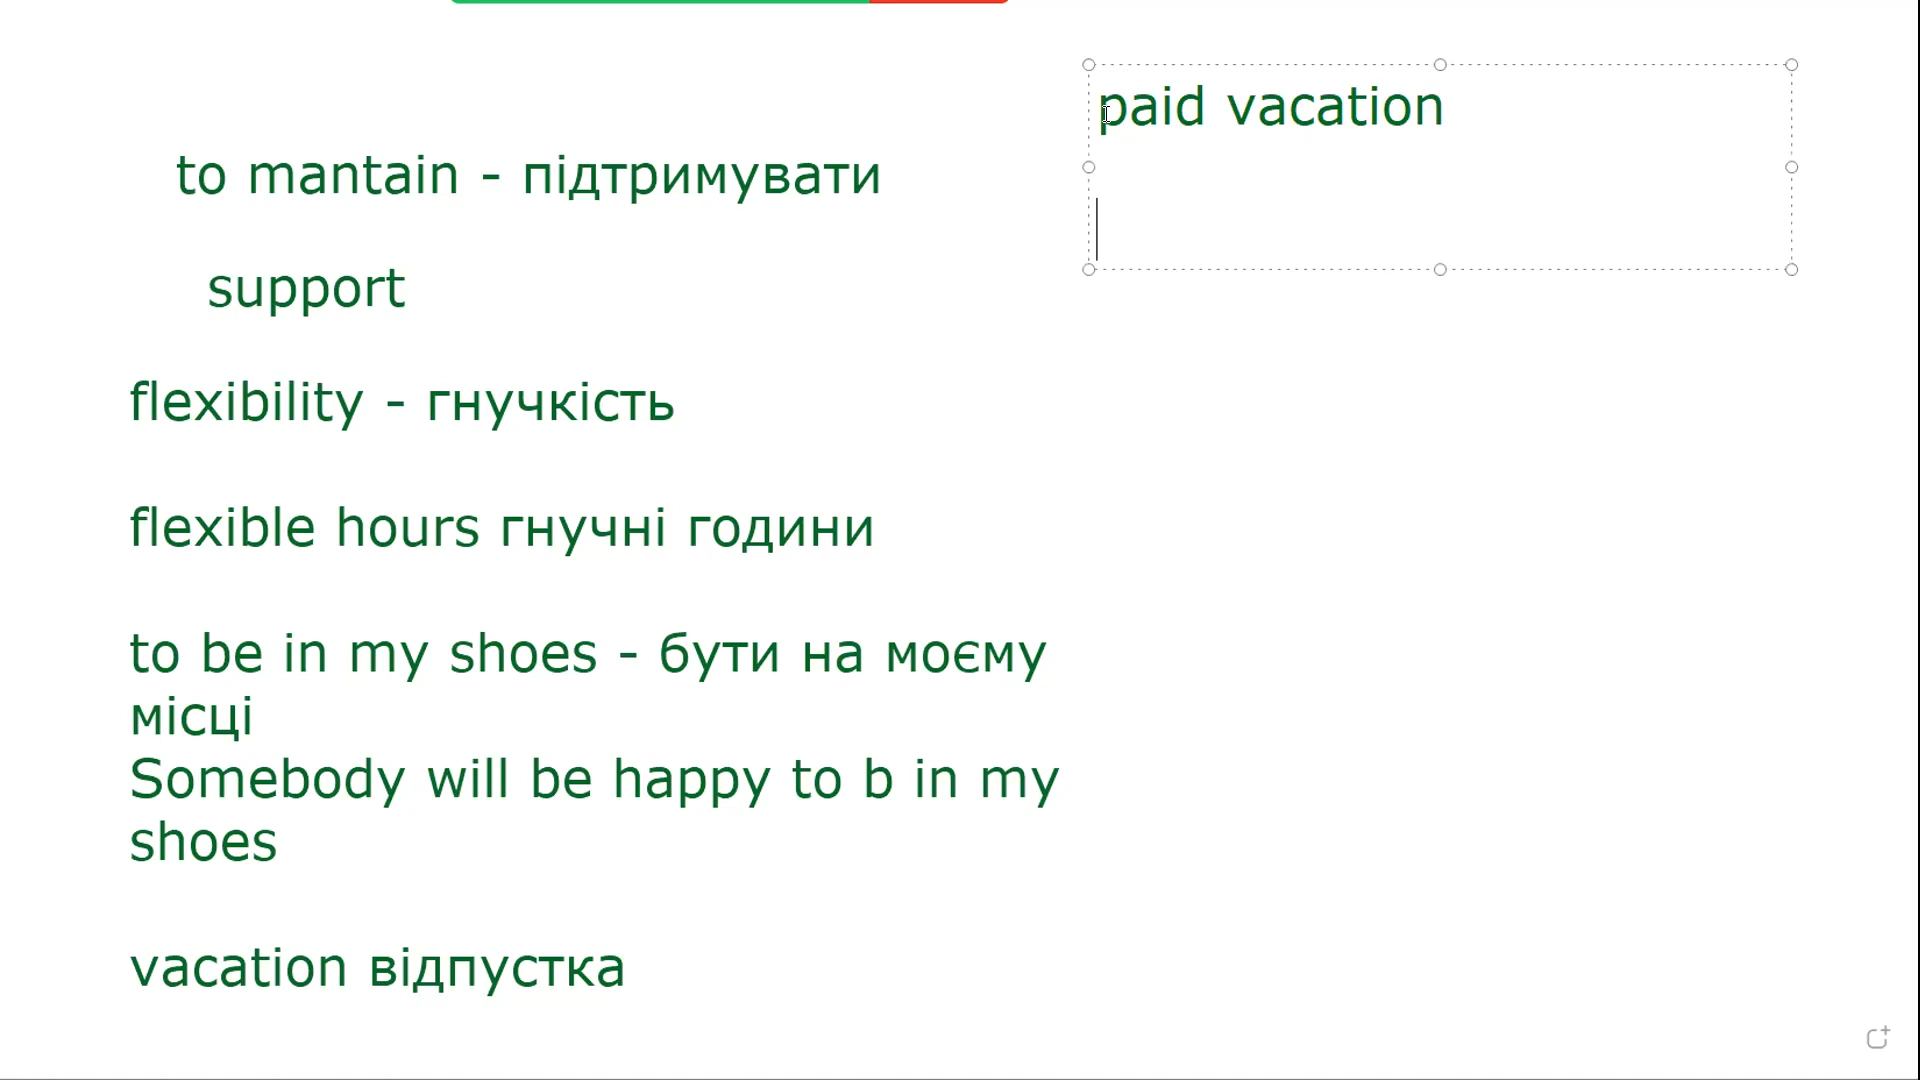 to mantain - підтримувати
support
flexibility - гнучкість
flexible hours гнучні години
to be in my shoes - бути на моєму
місці
Somebody will be happy to b in my
shoes
vacation відпустка
paid vacation